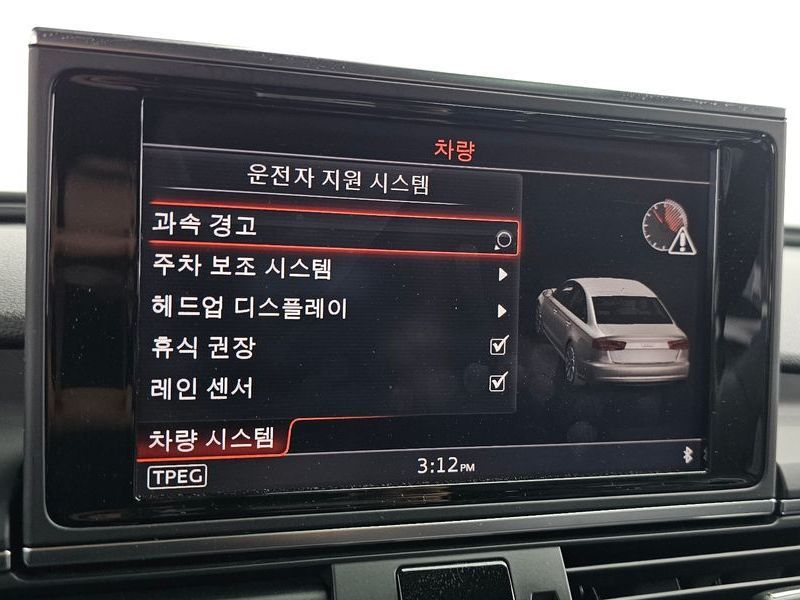 차량
운전자 지원 시스템
과속 경고
주차 보조 시스템
헤드업 디스플레이
휴식 권장
레인 센서
차량 시스템
TPEG
3:12PM